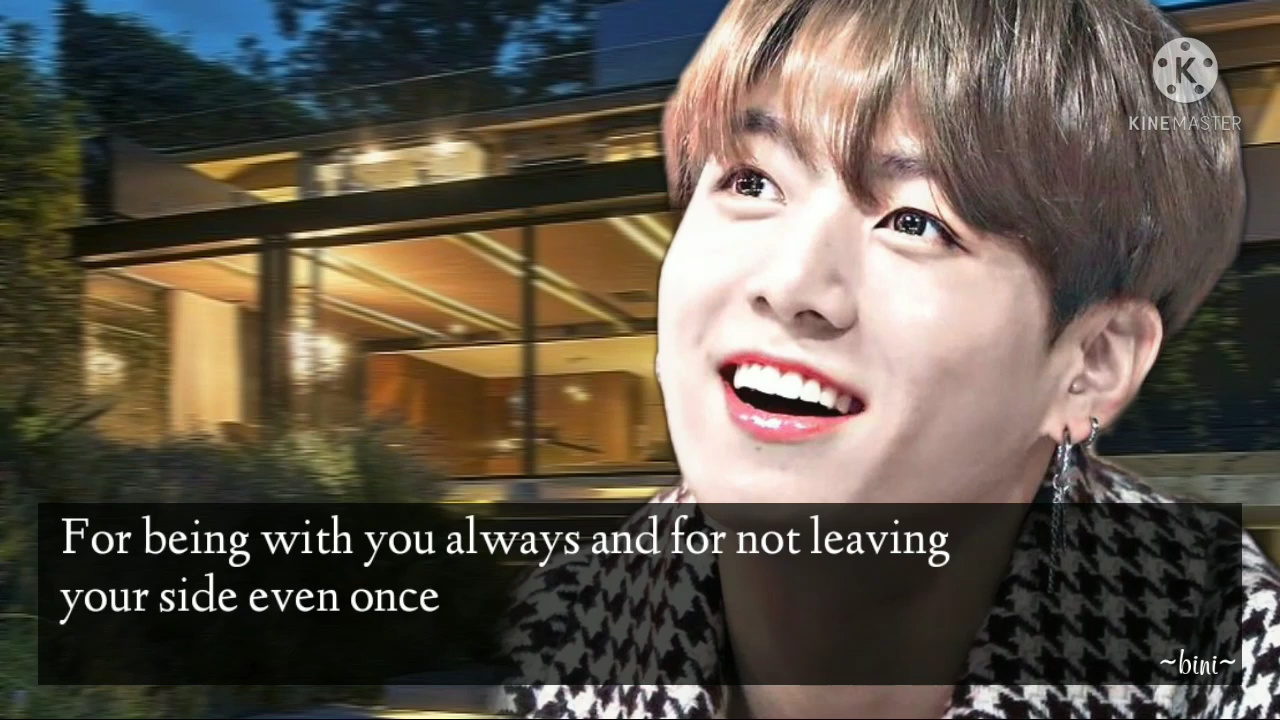 K
KINEMASTER
For being with you always and for not leaving
your side even once
~bini~